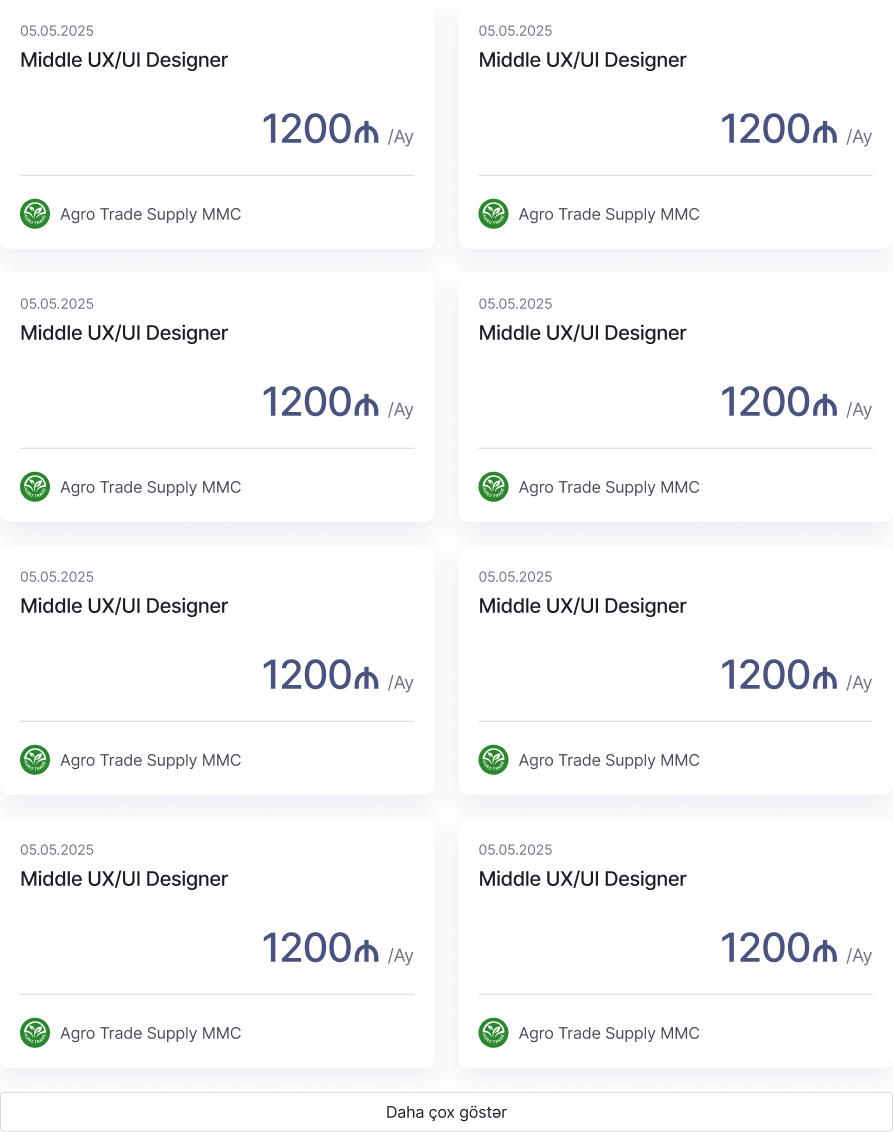 05.05.2025
Middle UX/UI Designer
1200₼ /Ay
Agro Trade Supply MMC
05.05.2025
Middle UX/UI Designer
1200₼ /Ay
Agro Trade Supply MMC
05.05.2025
Middle UX/UI Designer
1200₼ /Ay
Agro Trade Supply MMC
05.05.2025
Middle UX/UI Designer
1200₼ /Ay
Agro Trade Supply MMC
05.05.2025
Middle UX/UI Designer
1200₼ /Ay
Agro Trade Supply MMC
05.05.2025
Middle UX/UI Designer
1200₼ /Ay
Agro Trade Supply MMC
05.05.2025
Middle UX/UI Designer
1200₼ /Ay
Agro Trade Supply MMC
05.05.2025
Middle UX/UI Designer
1200₼ /Ay
Agro Trade Supply MMC
Daha çox göstər